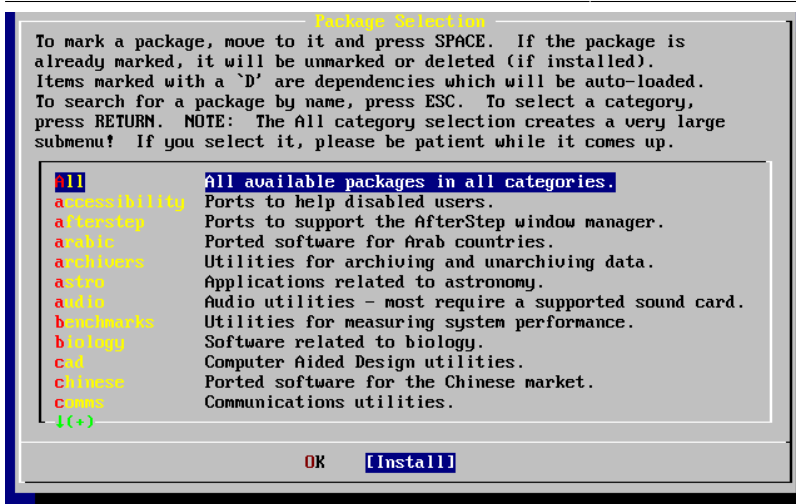 Package Selection
To mark a package, move to it and press SPACE.  If the package is
already marked, it will be unmarked or deleted (if installed).
Items marked with a `D' are dependencies which will be auto-loaded.
To search for a package by name, press ESC.  To select a category,
press RETURN.  NOTE:  The All category selection creates a very large
submenu!  If you select it, please be patient while it comes up.
All All available packages in all categories.
accessibility Ports to help disabled users.
afterstep Ports to support the AfterStep window manager.
arabic Ported software for Arab countries.
archivers Utilities for archiving and unarchiving data.
astro Applications related to astronomy.
audio Audio utilities - most require a supported sound card.
benchmarks Utilities for measuring system performance.
biology Software related to biology.
cad Computer Aided Design utilities.
chinese Ported software for the Chinese market.
comms Communications utilities.
↓(+)
OK [Install]